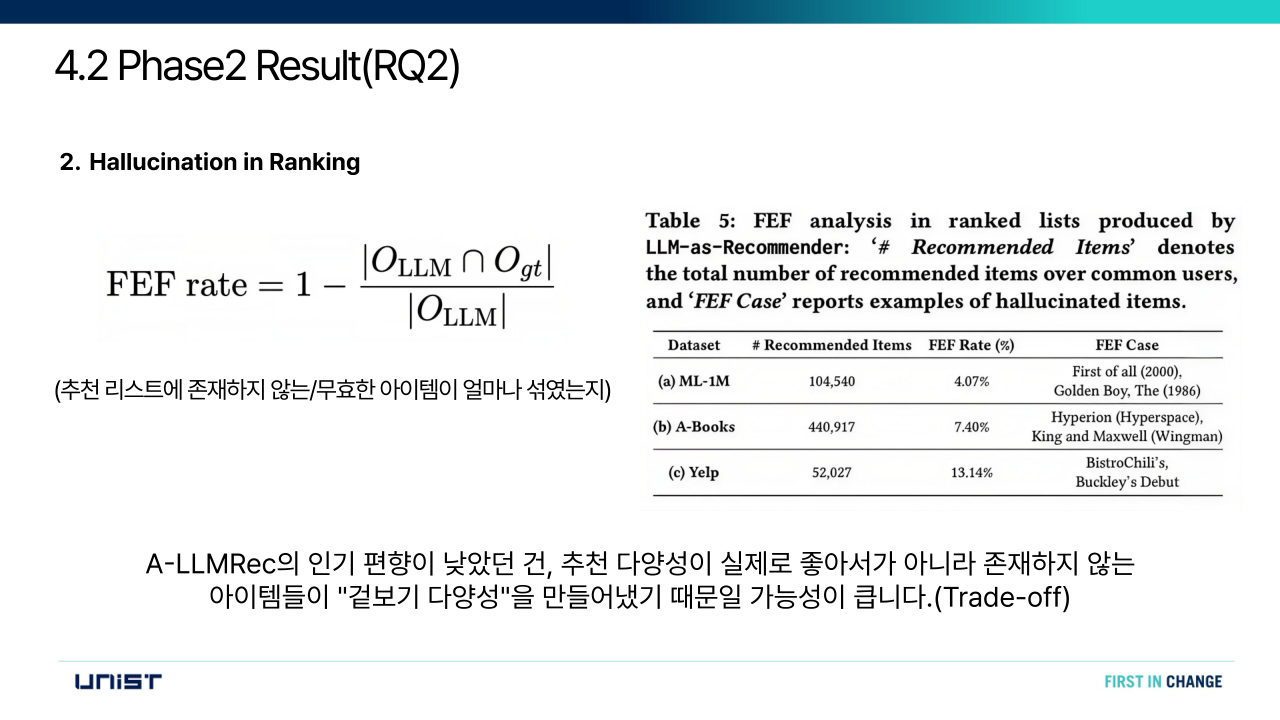 4.2 Phase2 Result(RQ2)
2. Hallucination in Ranking
FEF rate = 1 − |O_LLM ∩ O_gt| / |O_LLM|
(추천 리스트에 존재하지 않는/무효한 아이템이 얼마나 섞였는지)
Table 5: FEF analysis in ranked lists produced by
LLM-as-Recommender: ‘# Recommended Items’ denotes
the total number of recommended items over common users,
and ‘FEF Case’ reports examples of hallucinated items.
Dataset # Recommended Items FEF Rate (%) FEF Case
(a) ML-1M 104,540 4.07% First of all (2000),
Golden Boy, The (1986)
(b) A-Books 440,917 7.40% Hyperion (Hyperspace),
King and Maxwell (Wingman)
(c) Yelp 52,027 13.14% BistroChili’s,
Buckley’s Debut
A-LLMRec의 인기 편향이 낮았던 건, 추천 다양성이 실제로 좋아서가 아니라 존재하지 않는
아이템들이 "겉보기 다양성"을 만들어냈기 때문일 가능성이 큽니다.(Trade-off)
UNIST
FIRST IN CHANGE